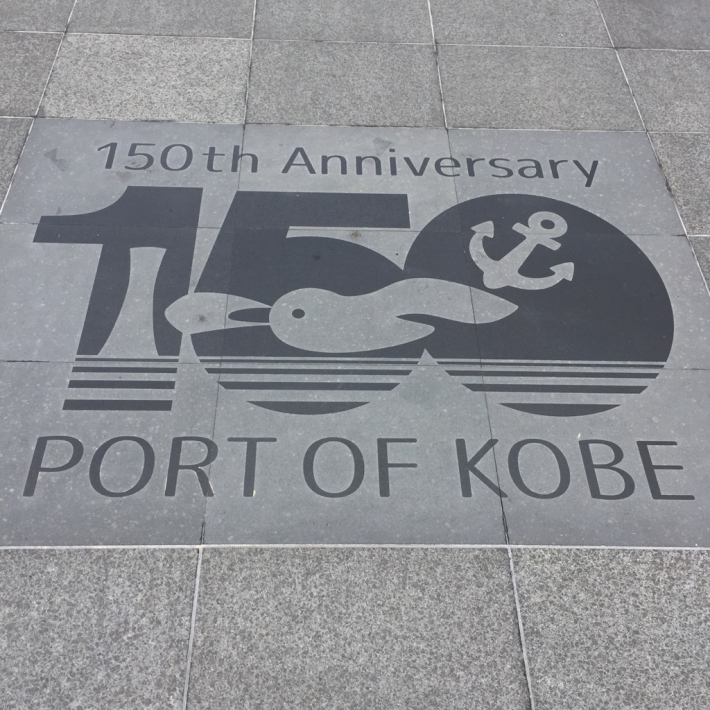 150th Anniversary
150
PORT OF KOBE